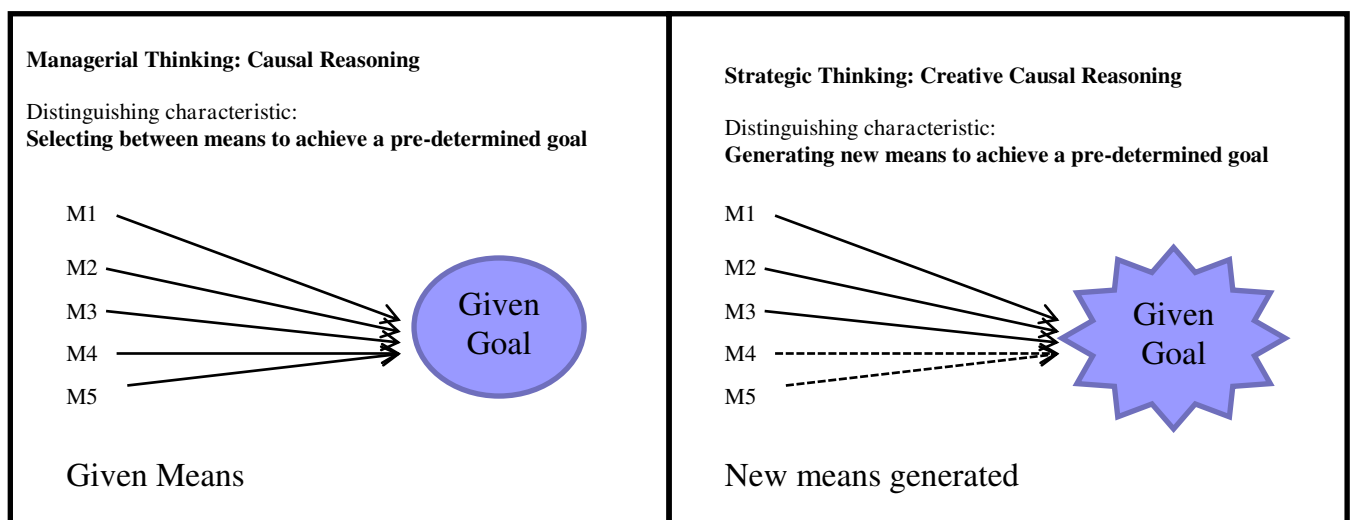 Managerial Thinking: Causal Reasoning
Distinguishing characteristic:
Selecting between means to achieve a pre-determined goal
M1
M2
M3
M4
M5
Given
Goal
Given Means
Strategic Thinking: Creative Causal Reasoning
Distinguishing characteristic:
Generating new means to achieve a pre-determined goal
M1
M2
M3
M4
M5
Given
Goal
New means generated